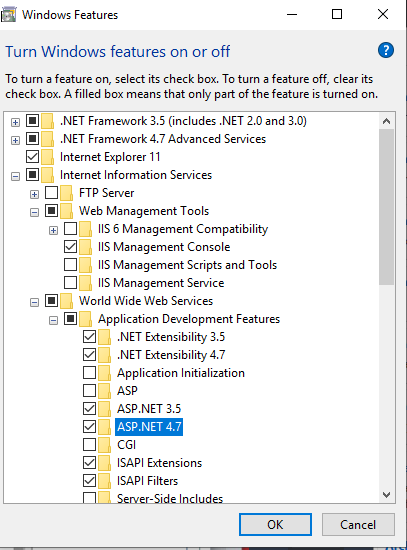 Windows Features
Turn Windows features on or off
To turn a feature on, select its check box. To turn a feature off, clear its
check box. A filled box means that only part of the feature is turned on.
.NET Framework 3.5 (includes .NET 2.0 and 3.0)
.NET Framework 4.7 Advanced Services
Internet Explorer 11
Internet Information Services
FTP Server
Web Management Tools
IIS 6 Management Compatibility
IIS Management Console
IIS Management Scripts and Tools
IIS Management Service
World Wide Web Services
Application Development Features
.NET Extensibility 3.5
.NET Extensibility 4.7
Application Initialization
ASP
ASP.NET 3.5
ASP.NET 4.7
CGI
ISAPI Extensions
ISAPI Filters
Server-Side Includes
OK Cancel